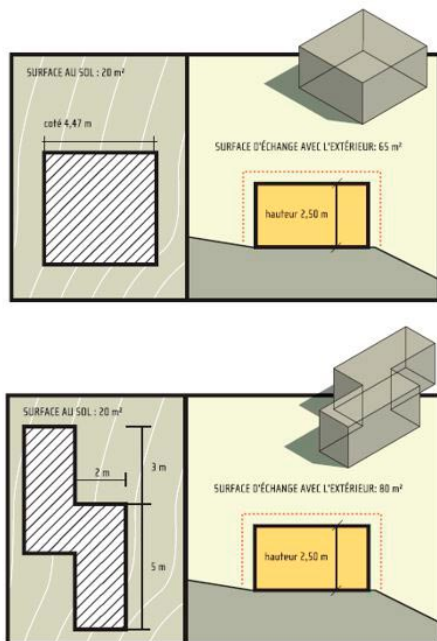 SURFACE AU SOL : 20 m²
coté 4,47 m
SURFACE D'ÉCHANGE AVEC L'EXTÉRIEUR: 65 m²
hauteur 2,50 m
SURFACE AU SOL : 20 m²
2 m
3 m
5 m
SURFACE D'ÉCHANGE AVEC L'EXTÉRIEUR: 80 m²
hauteur 2,50 m